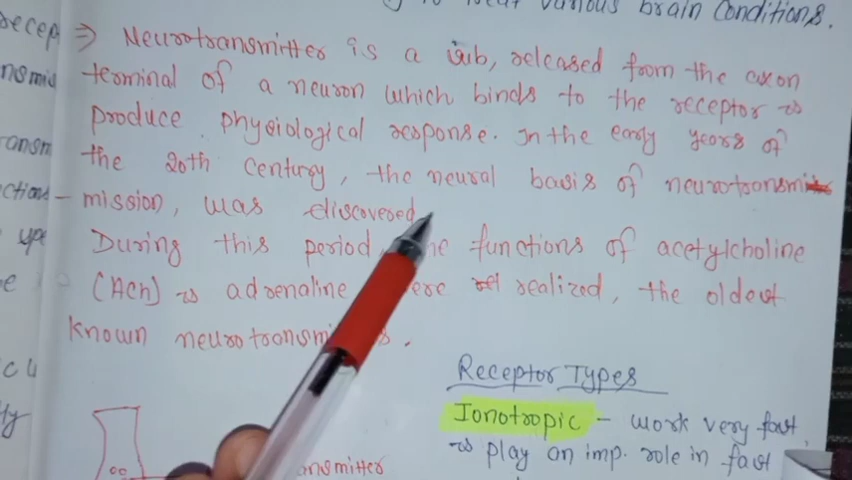 to treat various brain Conditions.
⇒ Neurotransmitter is a sub, released from the axon
terminal of a neuron which binds to the receptor &
produce physiological response. In the early years of
the 20th century, the neural basis of neurotransmi
- mission, was discovered
During this period, the functions of acetylcholine
(ACh) & adrenaline were realized, the oldest
known neurotransmitters.
Receptor Types
Ionotropic - work very fast,
& play an imp. role in fast